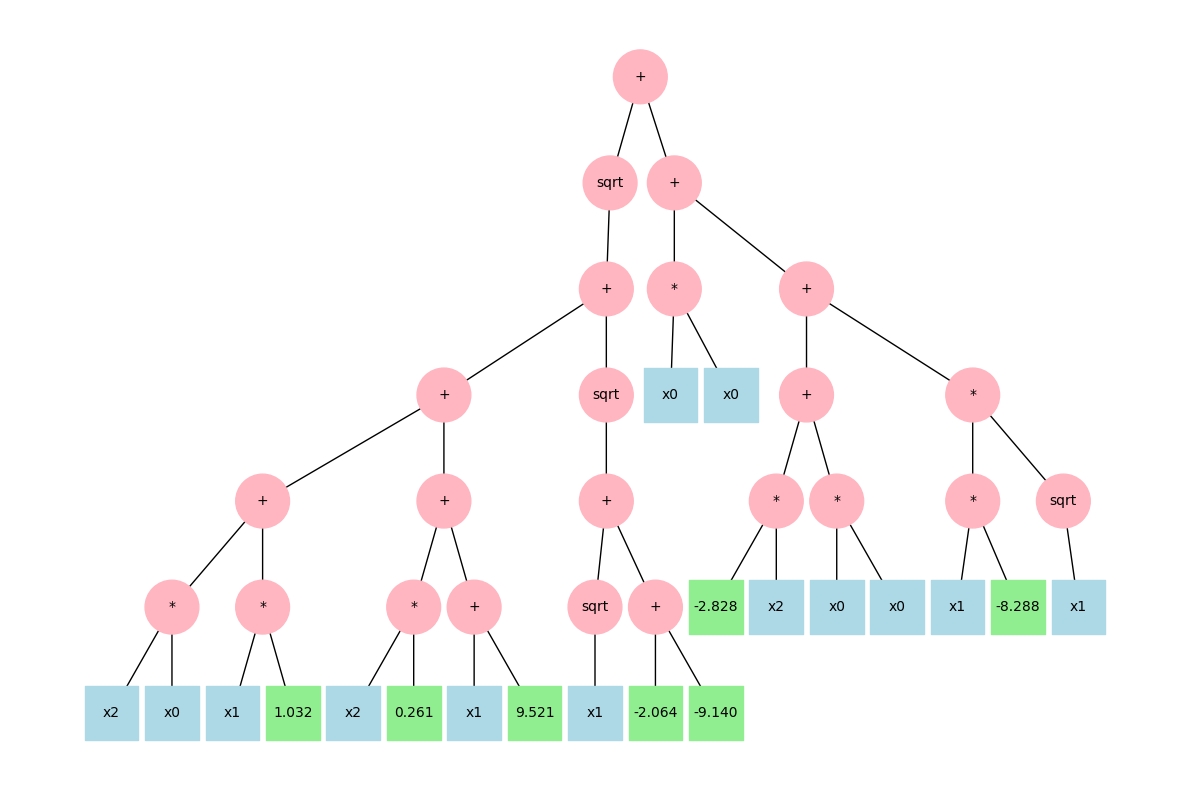 +
sqrt +
+ * +
+ sqrt x0 x0 + *
+ + + * * * sqrt
* * * + sqrt + -2.828 x2 x0 x0 x1 -8.288 x1
x2 x0 x1 1.032 x2 0.261 x1 9.521 x1 -2.064 -9.140